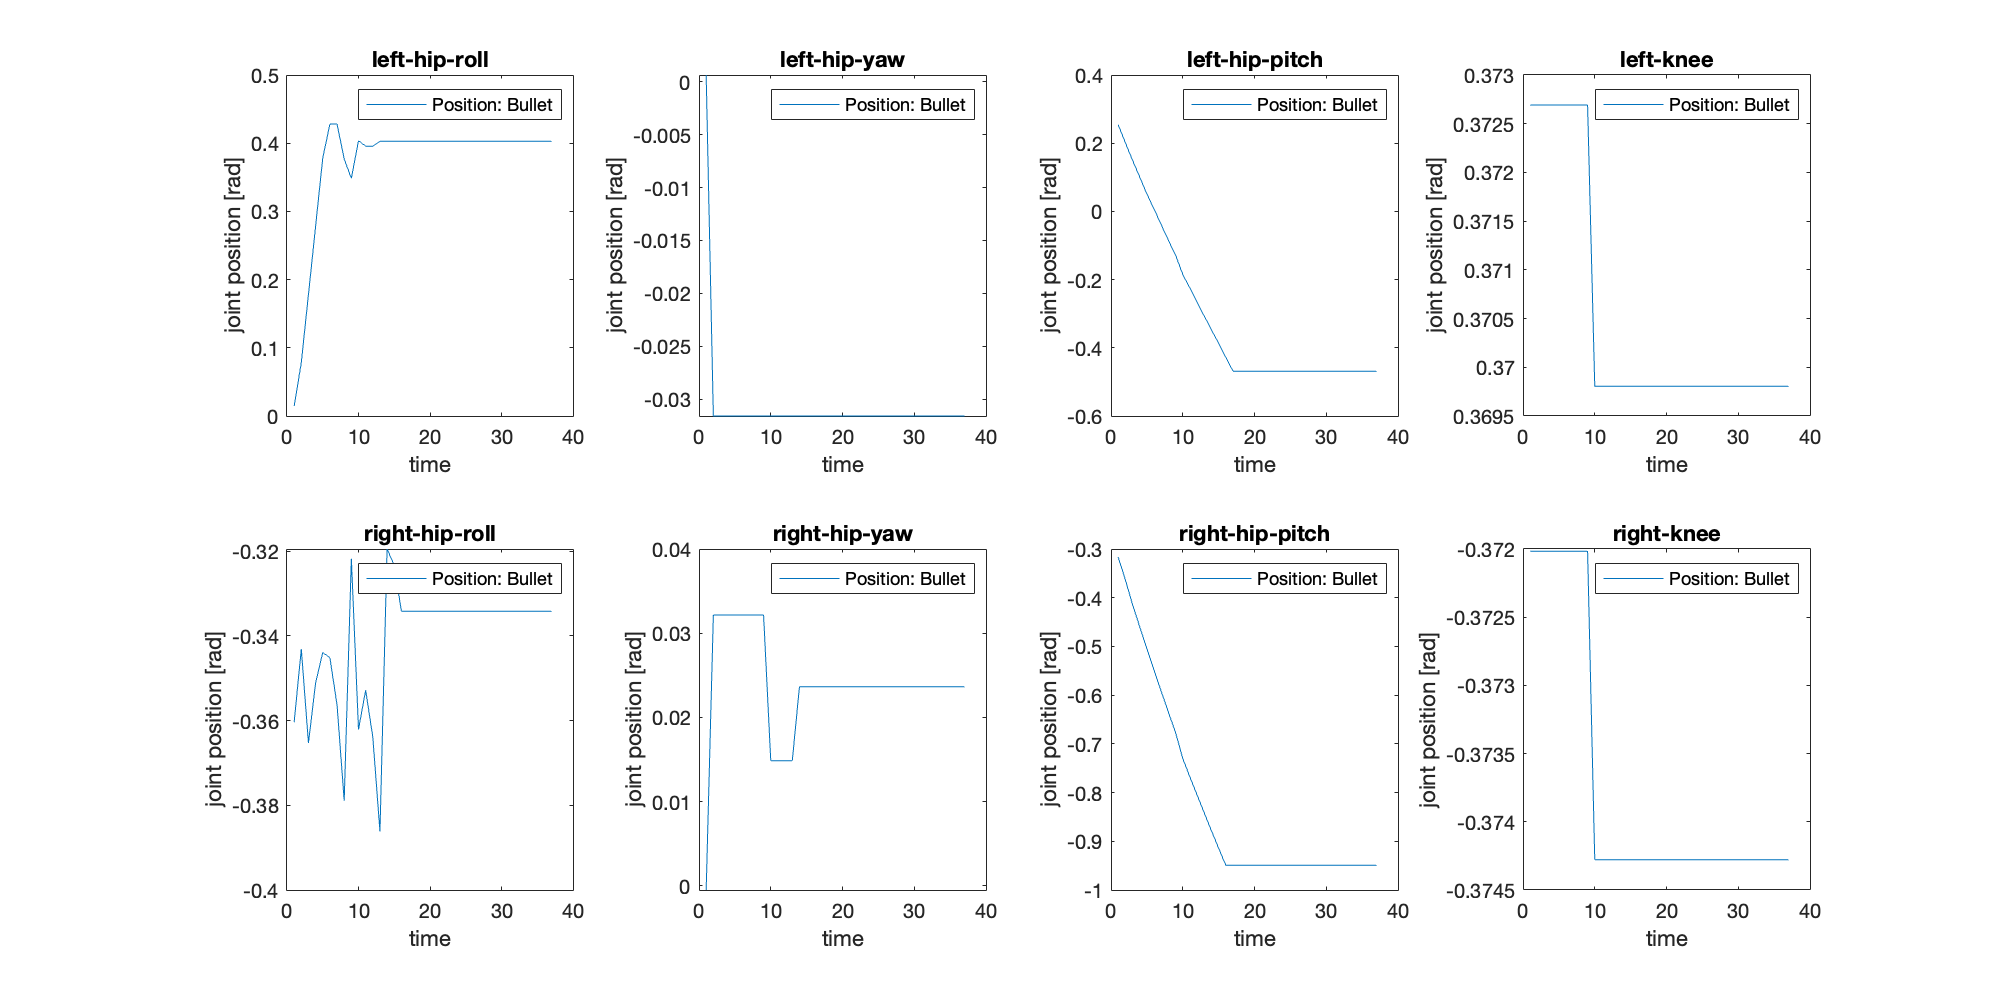 left-hip-roll
0.5
0.4
0.3
0.2
0.1
0
joint position [rad]
Position: Bullet
0 10 20 30 40
time
left-hip-yaw
0
-0.005
-0.01
-0.015
-0.02
-0.025
-0.03
joint position [rad]
Position: Bullet
0 10 20 30 40
time
left-hip-pitch
0.4
0.2
0
-0.2
-0.4
-0.6
joint position [rad]
Position: Bullet
0 10 20 30 40
time
left-knee
0.373
0.3725
0.372
0.3715
0.371
0.3705
0.37
0.3695
joint position [rad]
Position: Bullet
0 10 20 30 40
time
right-hip-roll
-0.32
-0.34
-0.36
-0.38
-0.4
joint position [rad]
Position: Bullet
0 10 20 30 40
time
right-hip-yaw
0.04
0.03
0.02
0.01
0
joint position [rad]
Position: Bullet
0 10 20 30 40
time
right-hip-pitch
-0.3
-0.4
-0.5
-0.6
-0.7
-0.8
-0.9
-1
joint position [rad]
Position: Bullet
0 10 20 30 40
time
right-knee
-0.372
-0.3725
-0.373
-0.3735
-0.374
-0.3745
joint position [rad]
Position: Bullet
0 10 20 30 40
time